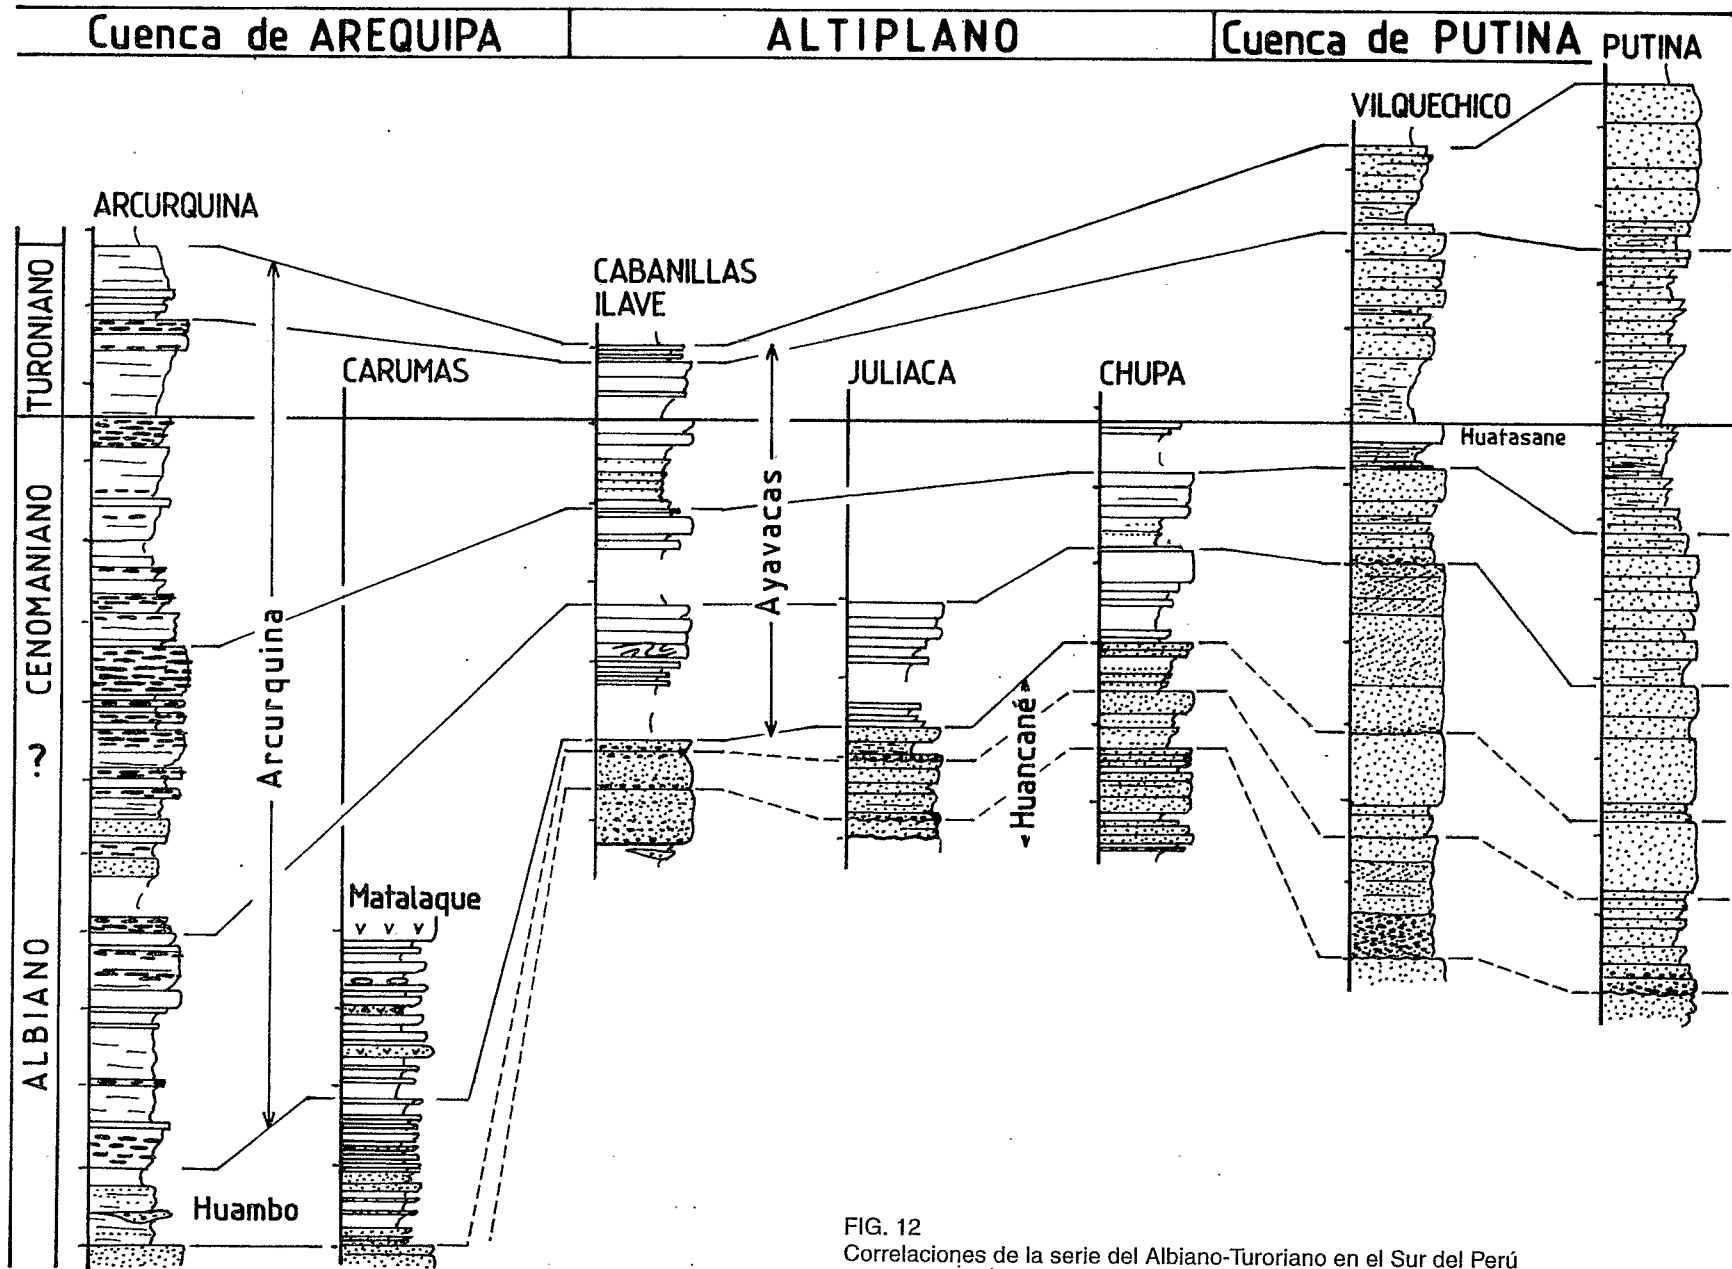 Cuenca de AREQUIPA
ALTIPLANO
Cuenca de PUTINA
PUTINA
VILQUECHICO
ARCURQUINA
CABANILLAS
ILAVE
CARUMAS
JULIACA
CHUPA
TURONIANO
CENOMANIANO
?
ALBIANO
Arcurquina
Ayavacas
Huancané
Huatasane
Matalaque
v v v
Huambo
FIG. 12
Correlaciones de la serie del Albiano-Turoriano en el Sur del Perú